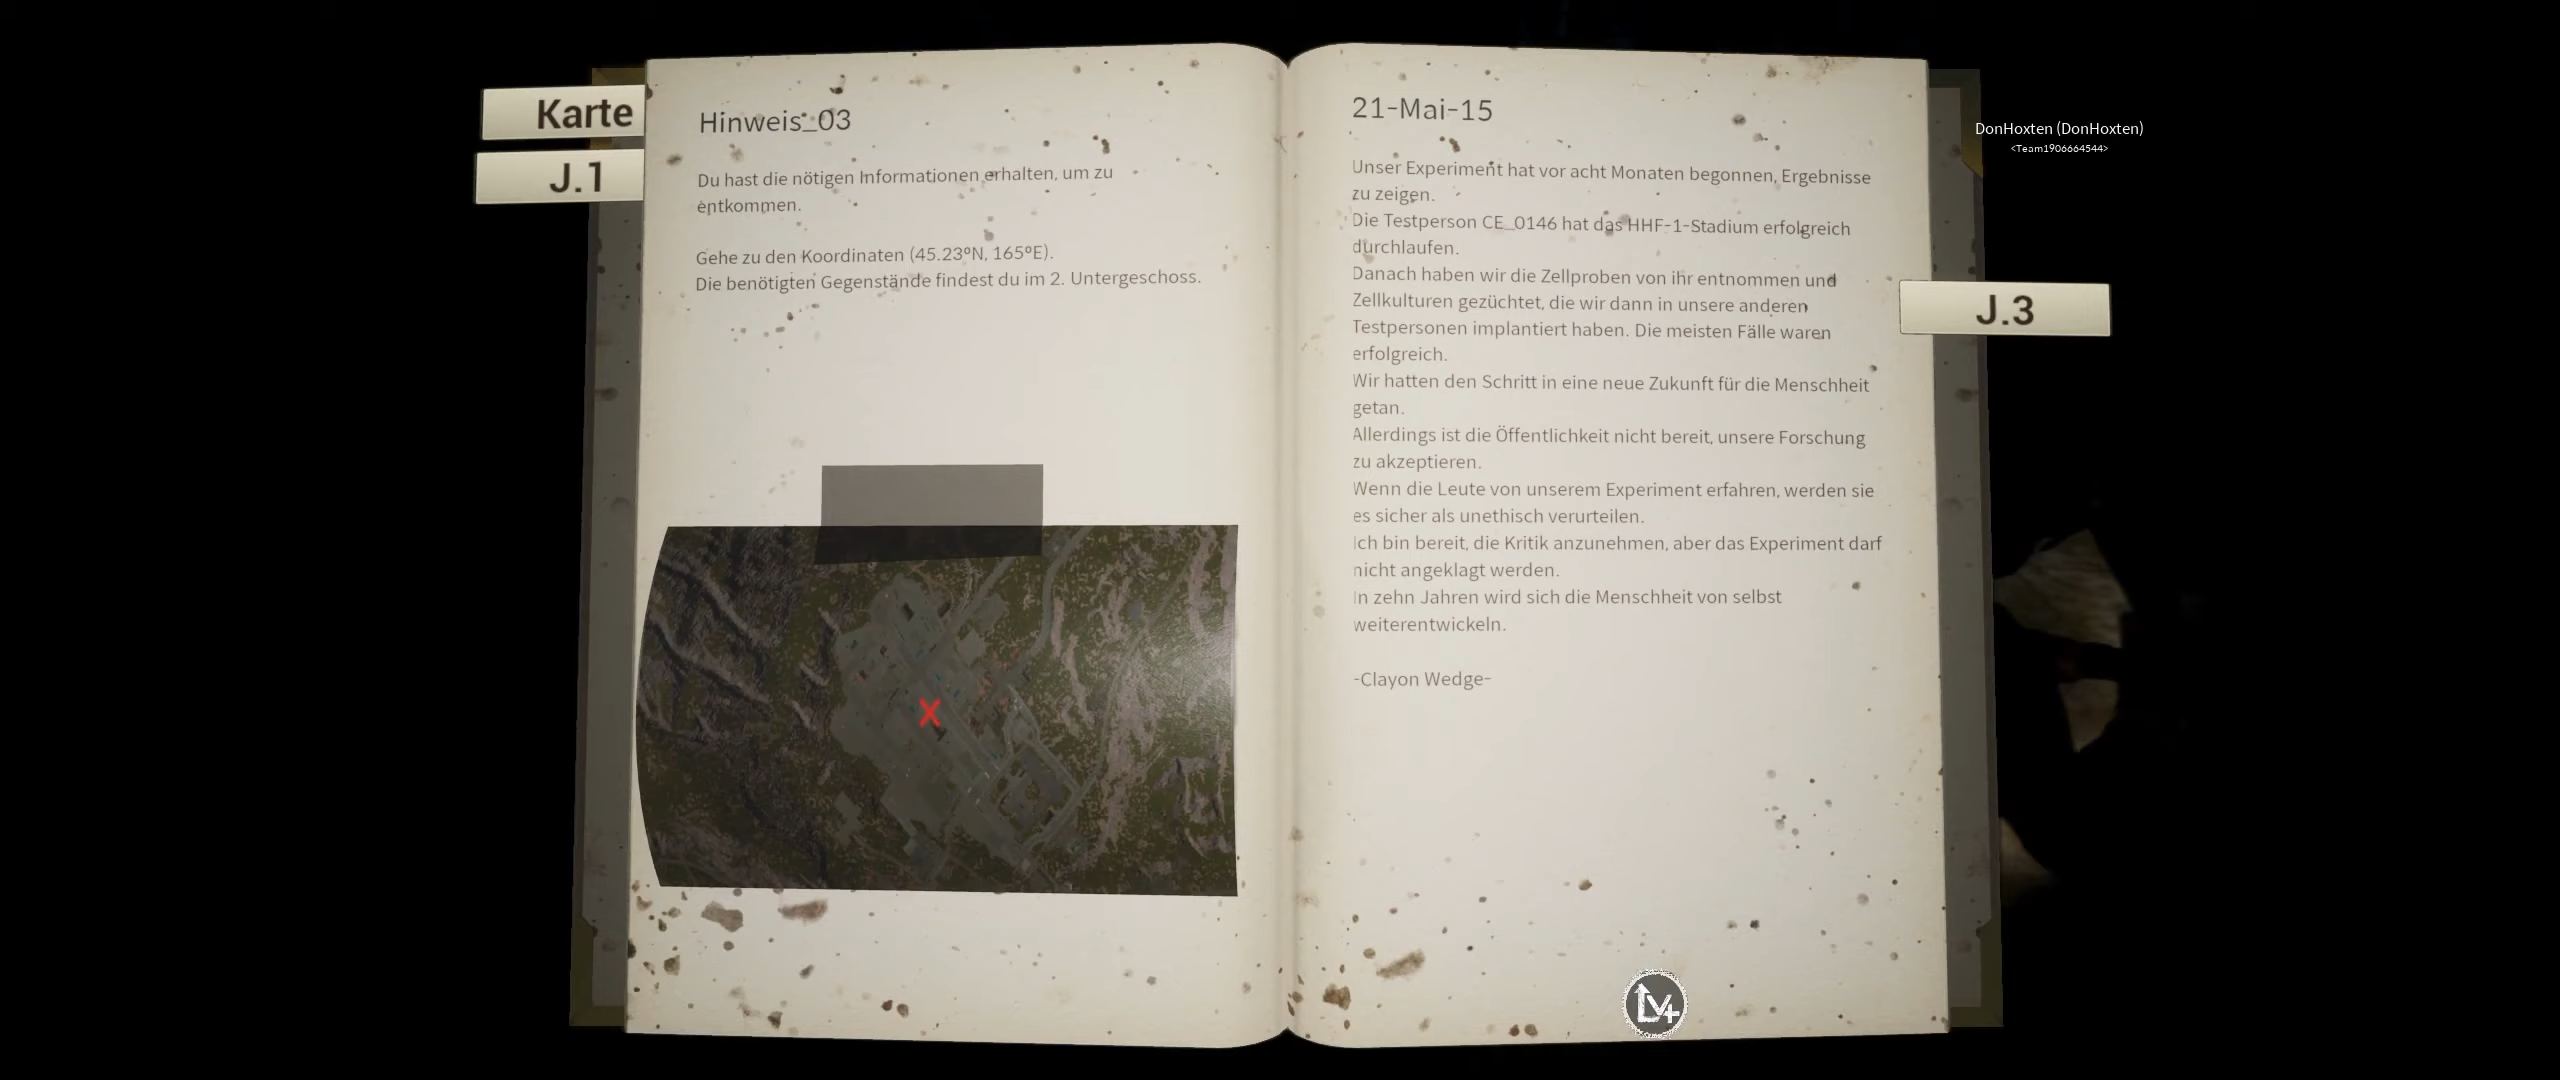 Karte
J.1
Hinweis_03
Du hast die nötigen Informationen erhalten, um zu
entkommen.
Gehe zu den Koordinaten (45.23ºN, 165ºE).
Die benötigten Gegenstände findest du im 2. Untergeschoss.
X
21-Mai-15
Unser Experiment hat vor acht Monaten begonnen, Ergebnisse
zu zeigen.
Die Testperson CE_0146 hat das HHF-1-Stadium erfolgreich
durchlaufen.
Danach haben wir die Zellproben von ihr entnommen und
Zellkulturen gezüchtet, die wir dann in unsere anderen
Testpersonen implantiert haben. Die meisten Fälle waren
erfolgreich.
Wir hatten den Schritt in eine neue Zukunft für die Menschheit
getan.
Allerdings ist die Öffentlichkeit nicht bereit, unsere Forschung
zu akzeptieren.
Wenn die Leute von unserem Experiment erfahren, werden sie
es sicher als unethisch verurteilen.
Ich bin bereit, die Kritik anzunehmen, aber das Experiment darf
nicht angeklagt werden.
In zehn Jahren wird sich die Menschheit von selbst
weiterentwickeln.
-Clayon Wedge-
J.3
DonHoxten (DonHoxten)
<Team1906664544>
LV+